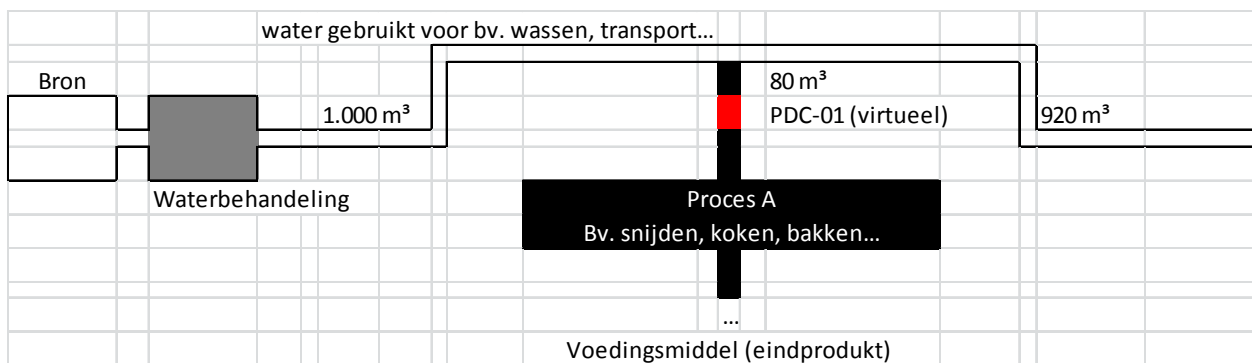 water gebruikt voor bv. wassen, transport...
Bron
80 m³
1.000 m³
PDC-01 (virtueel)
920 m³
Waterbehandeling
Proces A
Bv. snijden, koken, bakken...
...
Voedingsmiddel (eindprodukt)